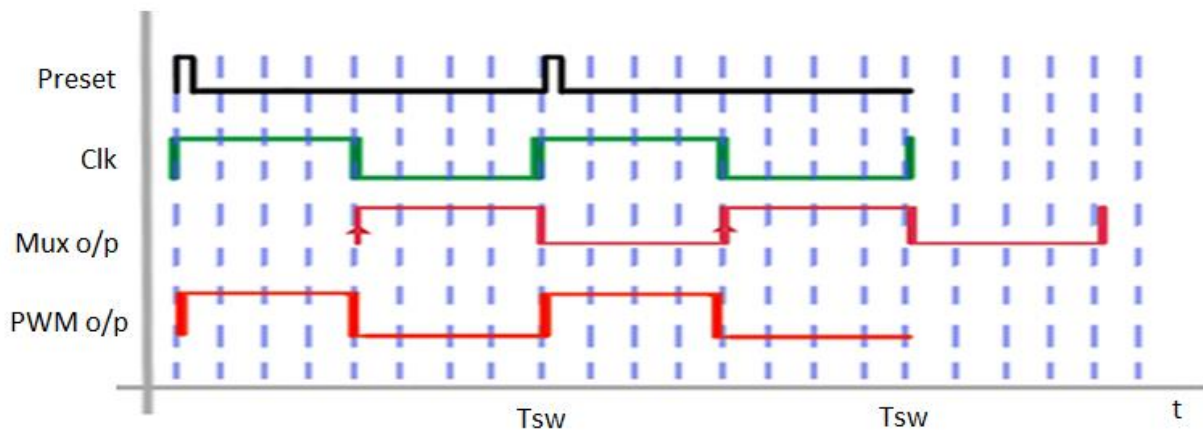 Preset
Clk
Mux o/p
PWM o/p
Tsw
Tsw
t